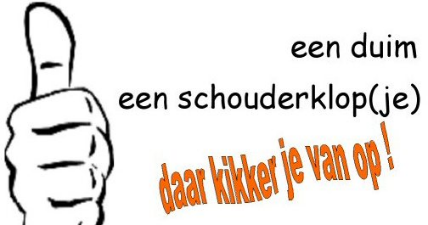 een duim
een schouderklop(je)
daar kikker je van op !